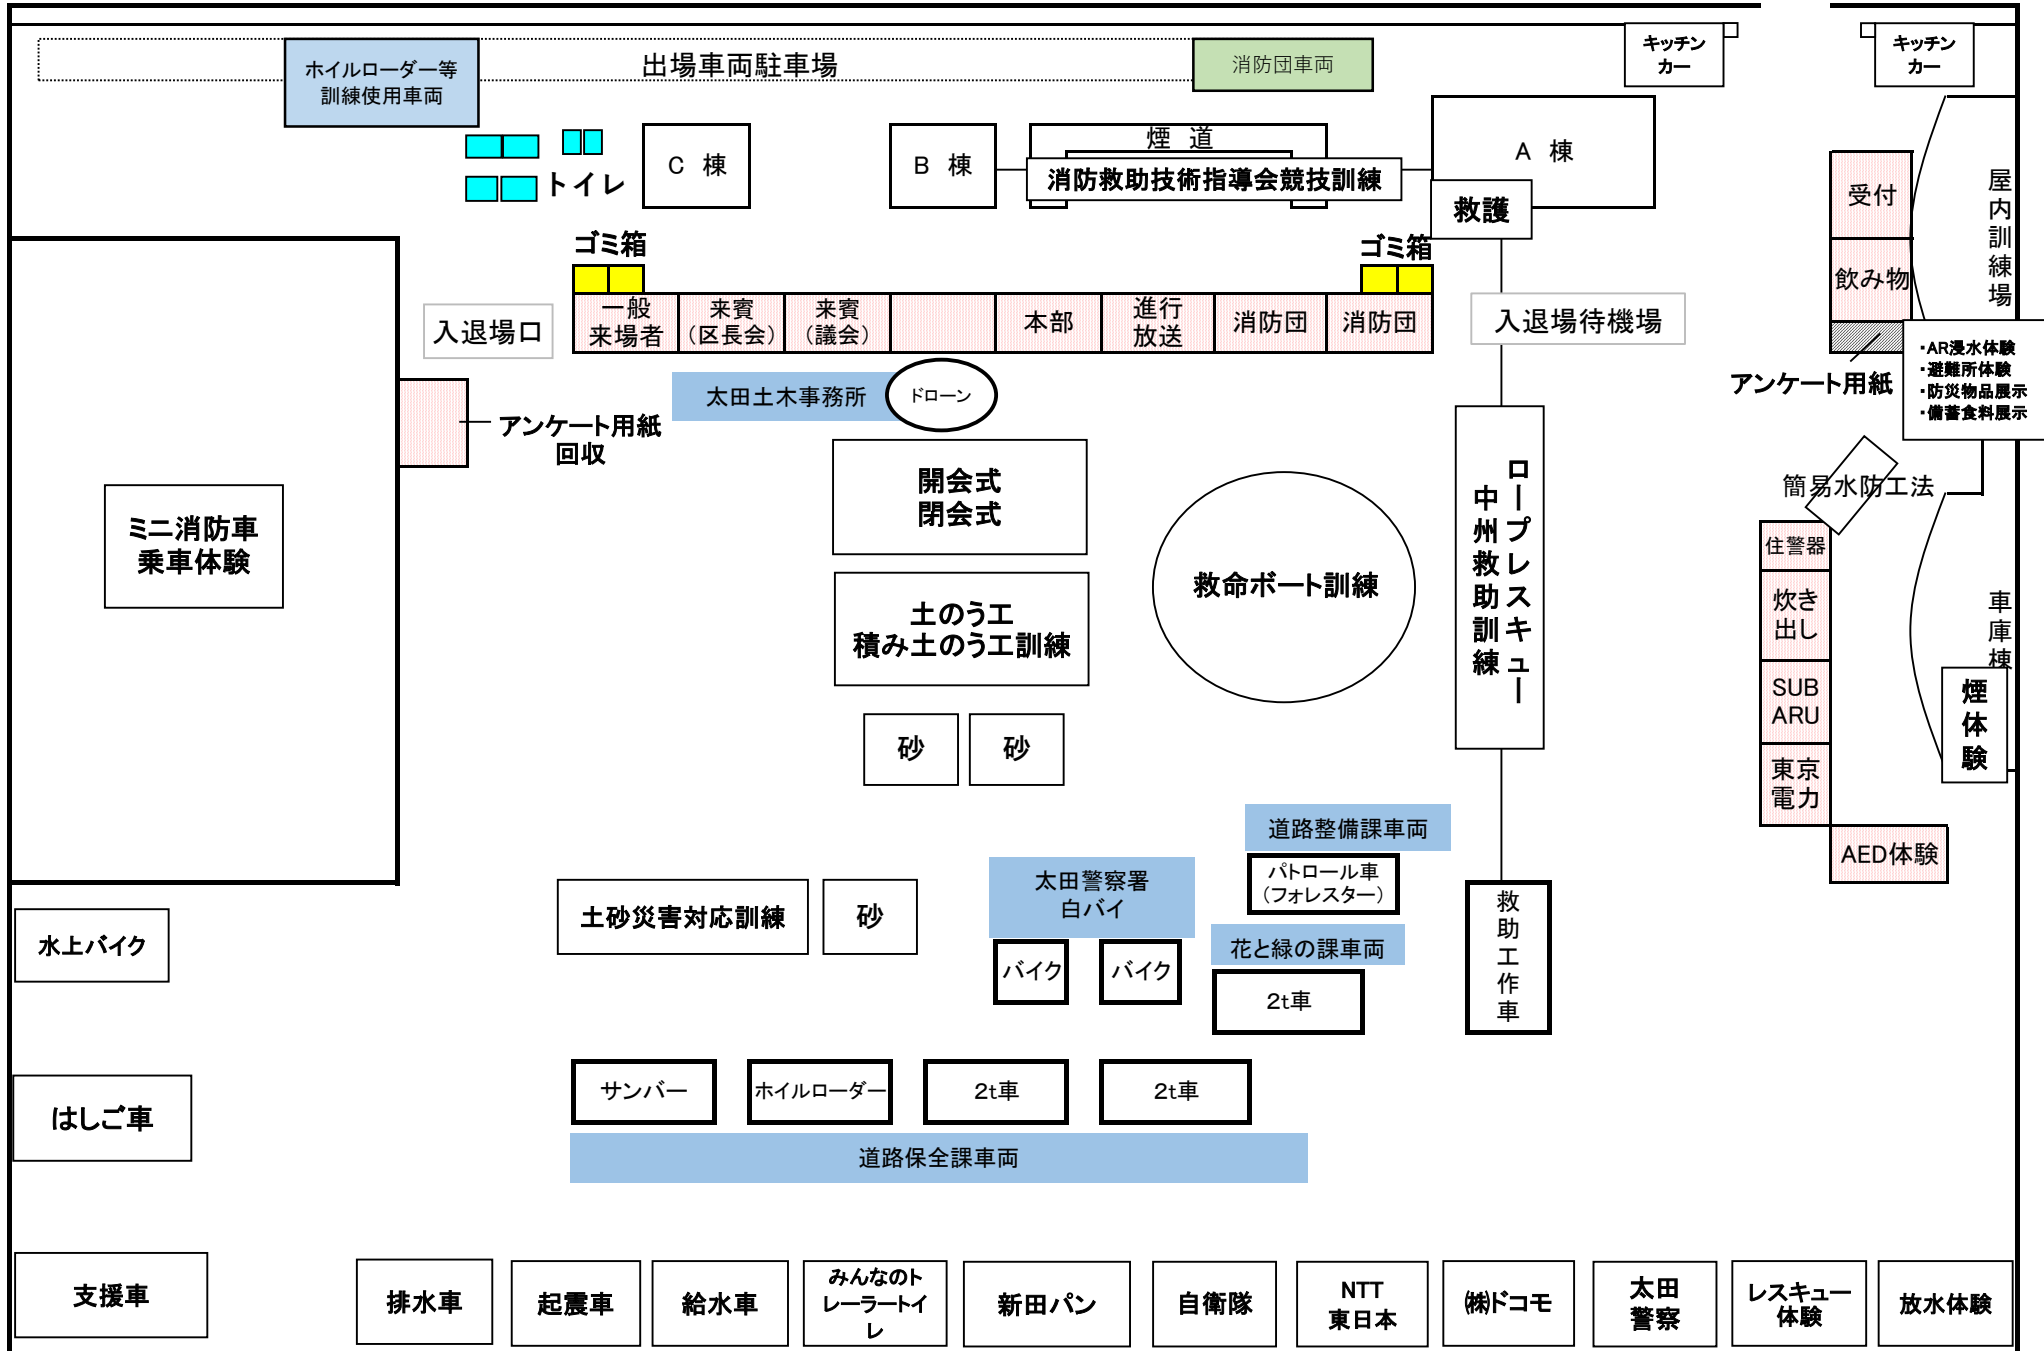 キッチン
カー
キッチン
カー
ホイルローダー等
訓練使用車両
出場車両駐車場
消防団車両
トイレ
C 棟
B 棟
煙 道
消防救助技術指導会競技訓練
A 棟
救護
受付
飲み物
屋内訓練場
ゴミ箱
ゴミ箱
入退場口
一般
来場者
来賓
（区長会）
来賓
（議会）
本部
進行
放送
消防団
消防団
入退場待機場
アンケート用紙
・AR浸水体験
・避難所体験
・防災物品展示
・備蓄食料展示
太田土木事務所
ドローン
アンケート用紙
回収
開会式
閉会式
ロープレスキュー
中州救助訓練
簡易水防工法
ミニ消防車
乗車体験
救命ボート訓練
土のう工
積み土のう工訓練
住警器
炊き
出し
SUB
ARU
東京
電力
AED体験
車庫棟
煙体験
砂
砂
道路整備課車両
パトロール車
（フォレスター）
太田警察署
白バイ
バイク
バイク
花と緑の課車両
2t車
救助工作車
土砂災害対応訓練
砂
水上バイク
はしご車
サンバー
ホイルローダー
2t車
2t車
道路保全課車両
支援車
排水車
起震車
給水車
みんなのト
レーラートイ
レ
新田パン
自衛隊
NTT
東日本
㈱ドコモ
太田
警察
レスキュー
体験
放水体験